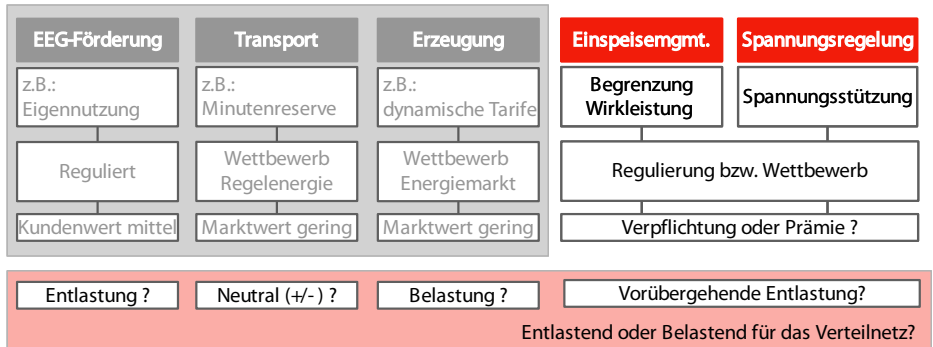 EEG-Förderung
Transport
Erzeugung
Einspeisemgmt.
Spannungsregelung
z.B.:
Eigennutzung
z.B.:
Minutenreserve
z.B.:
dynamische Tarife
Begrenzung
Wirkleistung
Spannungsstützung
Reguliert
Wettbewerb
Regelenergie
Wettbewerb
Energiemarkt
Regulierung bzw. Wettbewerb
Kundenwert mittel
Marktwert gering
Marktwert gering
Verpflichtung oder Prämie ?
Entlastung ?
Neutral (+/- ) ?
Belastung ?
Vorübergehende Entlastung?
Entlastend oder Belastend für das Verteilnetz?